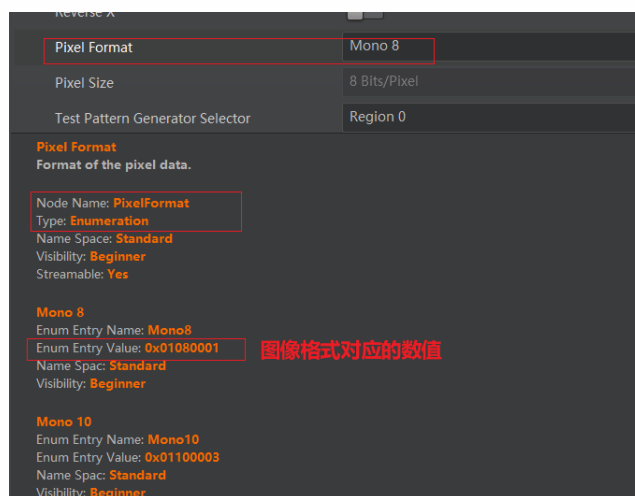 Reverse X
Pixel Format
Mono 8
Pixel Size
8 Bits/Pixel
Test Pattern Generator Selector
Region 0
Pixel Format
Format of the pixel data.
Node Name: PixelFormat
Type: Enumeration
Name Space: Standard
Visibility: Beginner
Streamable: Yes
Mono 8
Enum Entry Name: Mono8
Enum Entry Value: 0x01080001
图像格式对应的数值
Name Spac: Standard
Visibility: Beginner
Mono 10
Enum Entry Name: Mono10
Enum Entry Value: 0x01100003
Name Spac: Standard
Visibility: Beginner